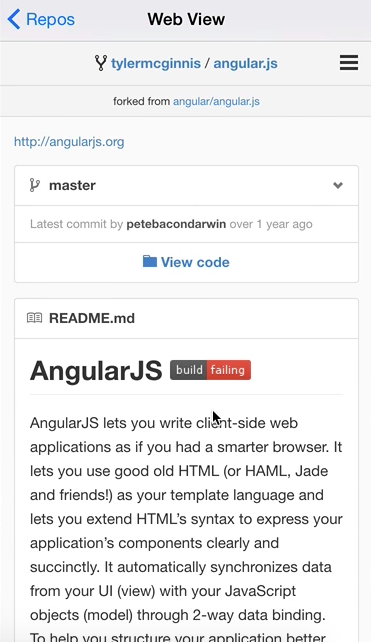 Repos
Web View
tylermcginnis / angular.js
forked from angular/angular.js
http://angularjs.org
master
Latest commit by petebacondarwin over 1 year ago
View code
README.md
AngularJS build failing
AngularJS lets you write client-side web
applications as if you had a smarter browser. It
lets you use good old HTML (or HAML, Jade
and friends!) as your template language and
lets you extend HTML’s syntax to express your
application’s components clearly and
succinctly. It automatically synchronizes data
from your UI (view) with your JavaScript
objects (model) through 2-way data binding.
To help you structure your application better